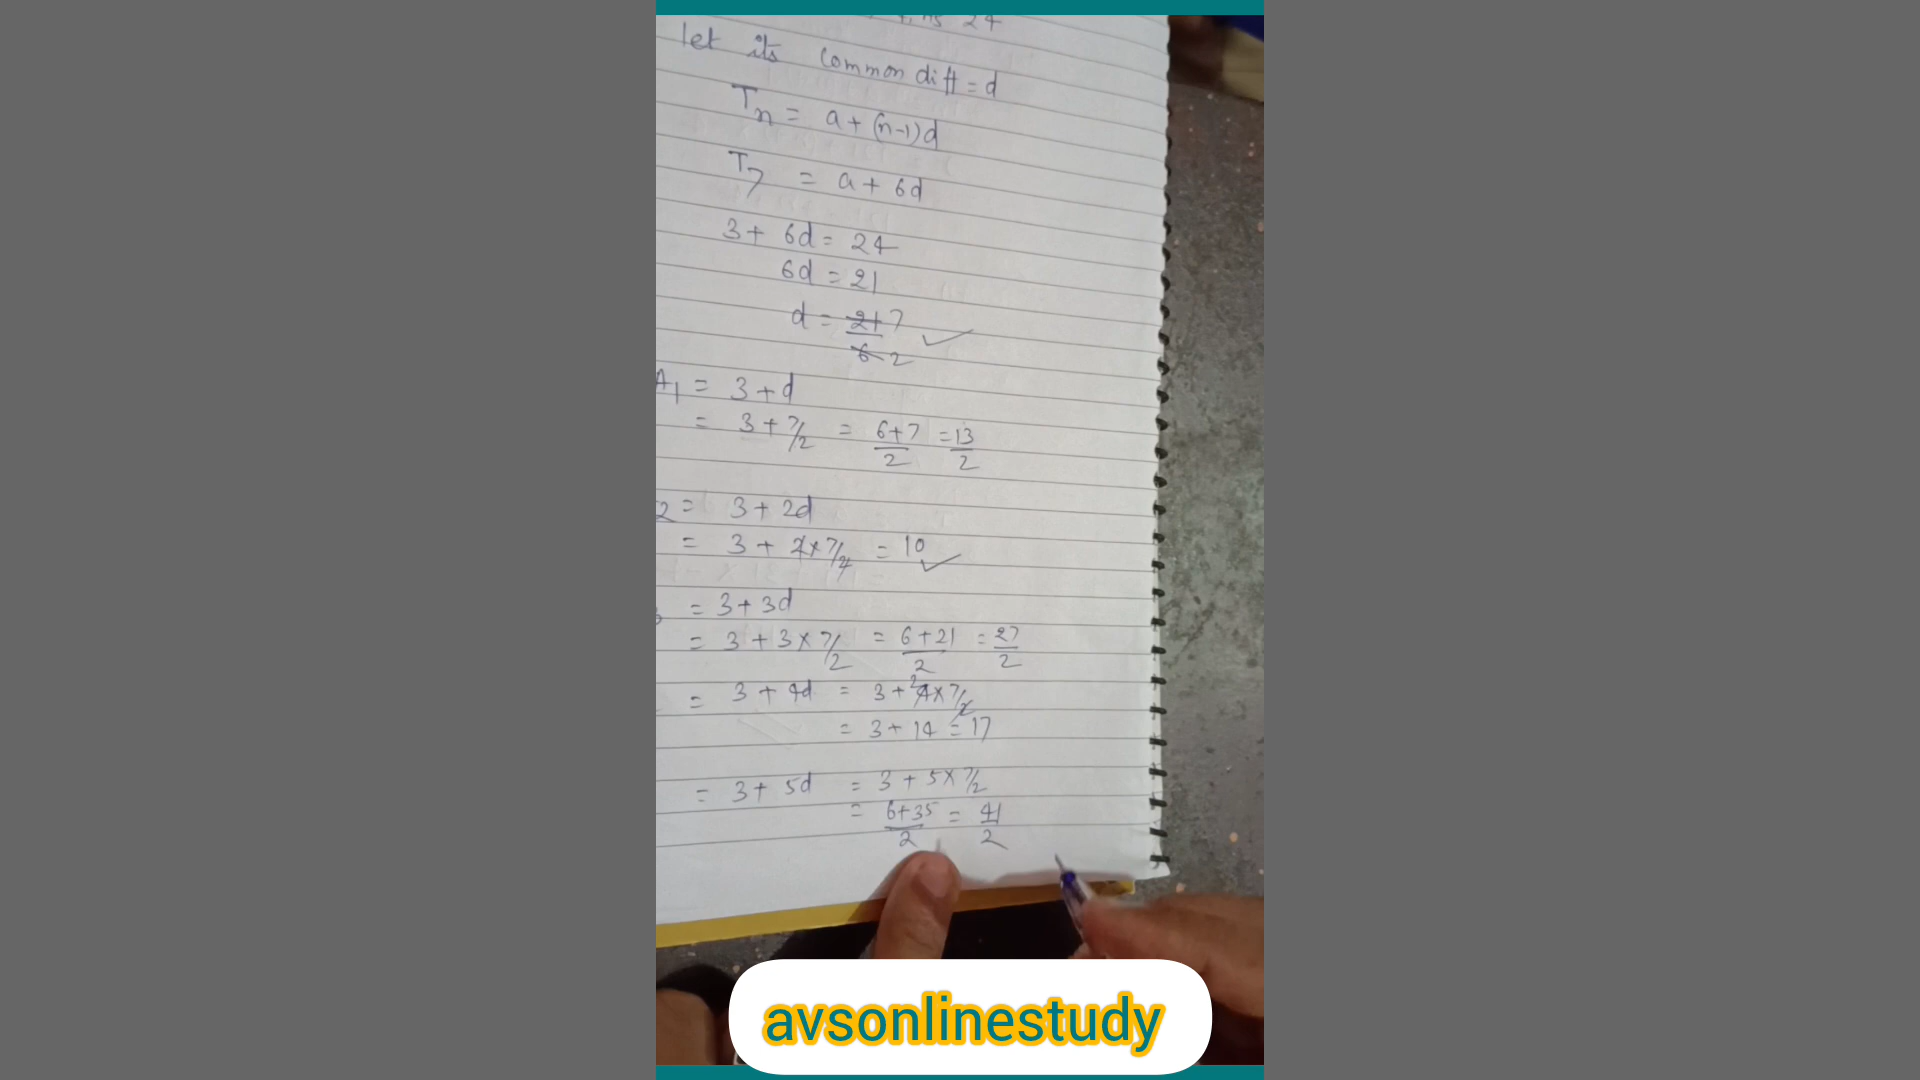 24
let its common diff = d
Tn = a + (n-1)d
T7 = a + 6d
3 + 6d = 24
6d = 21
d = 21/6 7/2 ✓
A1 = 3 + d
= 3 + 7/2 = 6+7/2 = 13/2
2 = 3 + 2d
= 3 + 2×7/2 = 10 ✓
= 3 + 3d
= 3 + 3×7/2 = 6+21/2 = 27/2
= 3 + 4d = 3 + 4×7/2 2
= 3 + 14 = 17
= 3 + 5d = 3 + 5×7/2
= 6+35/2 = 41/2
avsonlinestudy